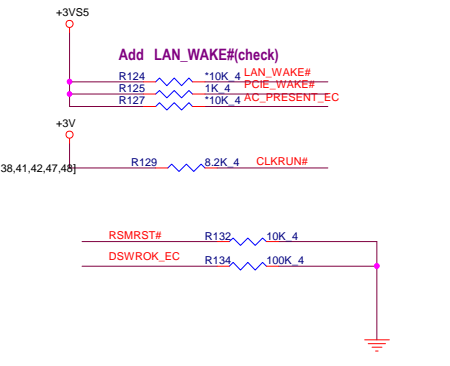 +3VS5
Add LAN_WAKE#(check)
R124 *10K_4 LAN_WAKE#
R125 1K_4 PCIE_WAKE#
R127 *10K_4 AC_PRESENT_EC
+3V
R129 8.2K_4 CLKRUN#
38,41,42,47,48]
RSMRST# R132 10K_4
DSWROK_EC R134 100K_4